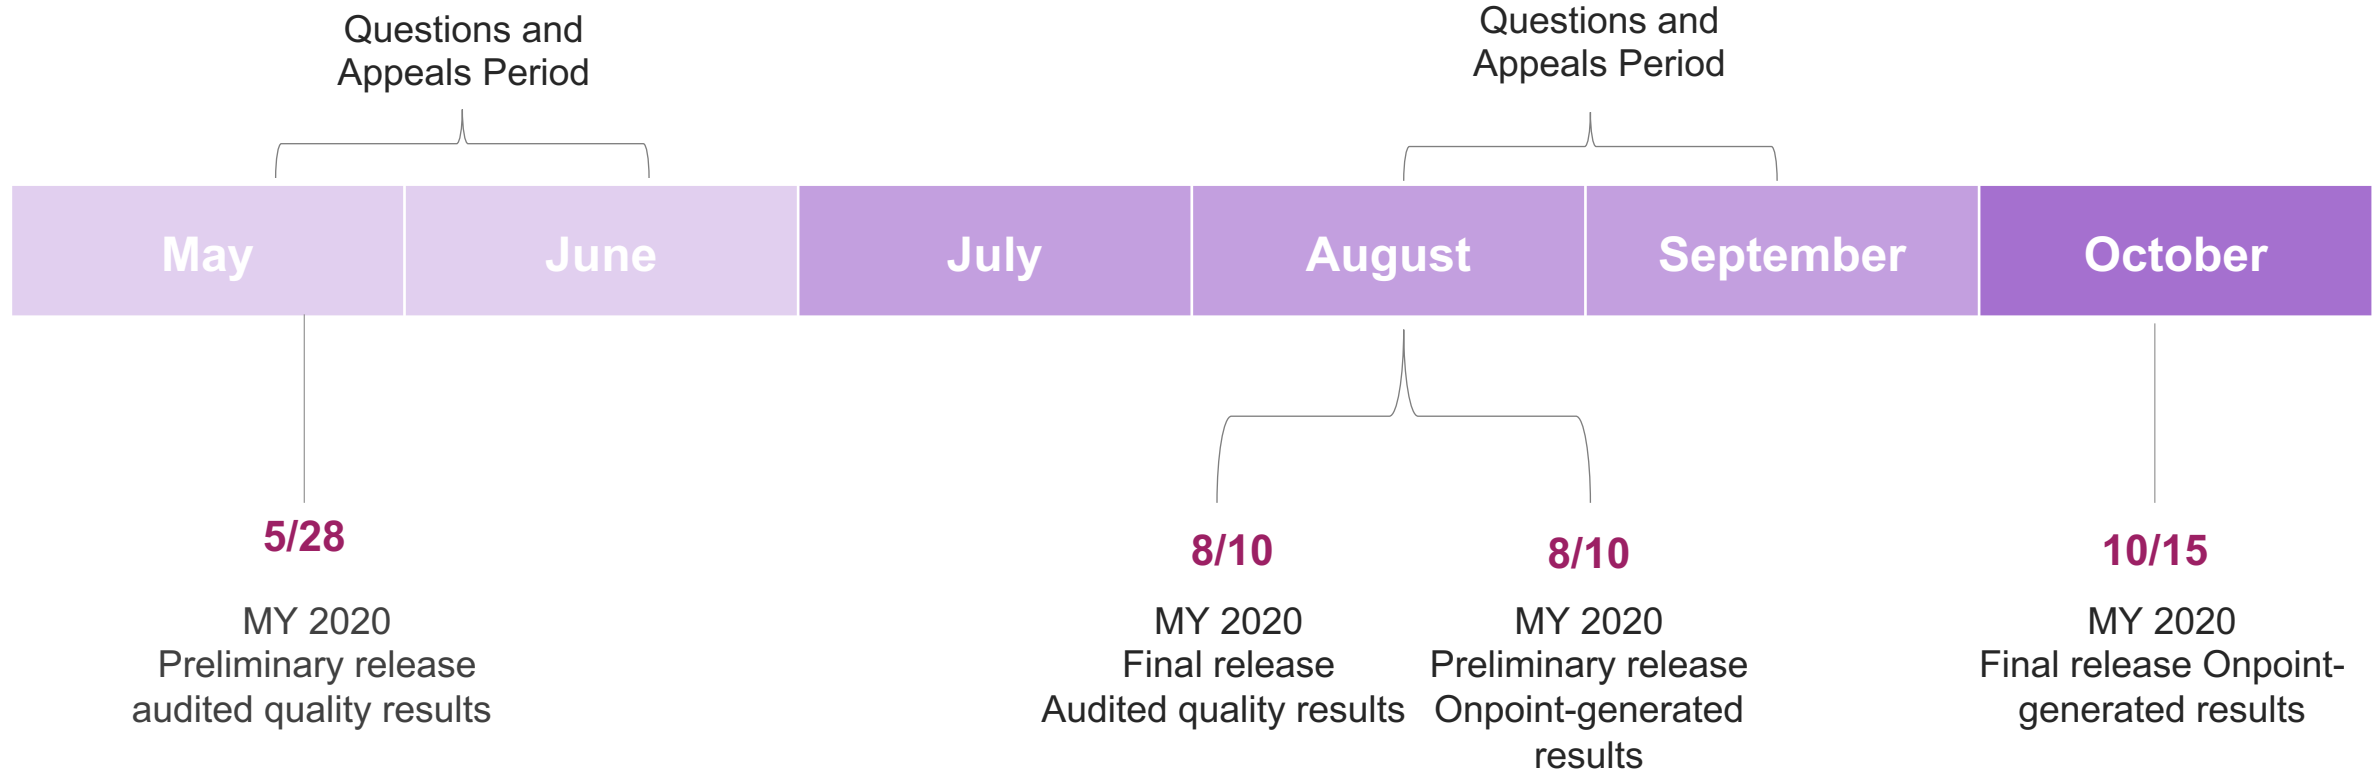 Questions and
Appeals Period
Questions and
Appeals Period
May
June
July
August
September
October
5/28
MY 2020
Preliminary release
audited quality results
8/10
MY 2020
Final release
Audited quality results
8/10
MY 2020
Preliminary release
Onpoint-generated
results
10/15
MY 2020
Final release Onpoint-
generated results